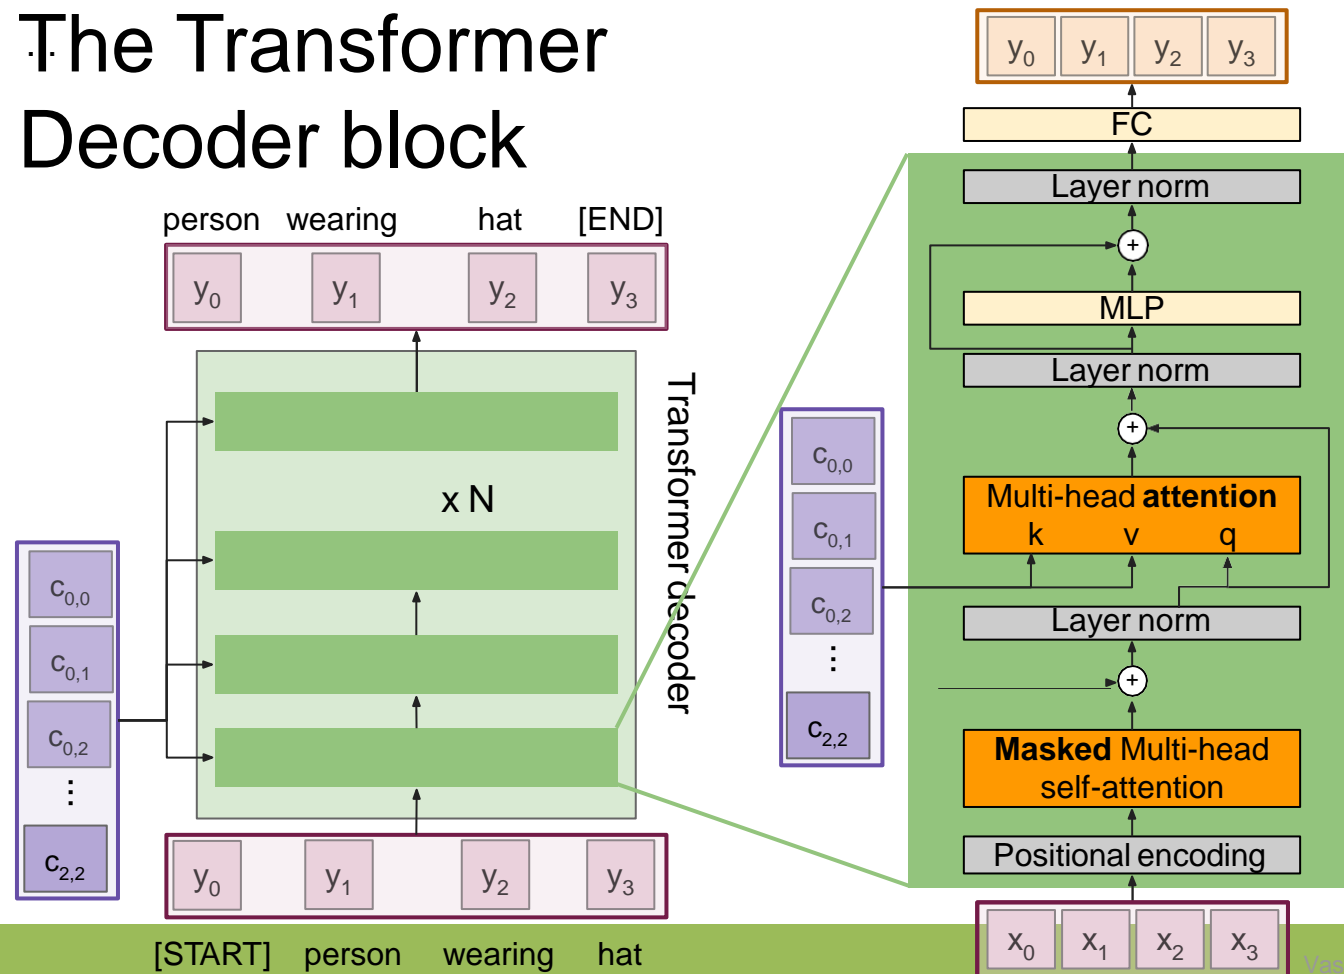 The Transformer
...
Decoder block
person wearing hat [END]
y0 y1 y2 y3
x N
Transformer decoder
c0,0
c0,1
c0,2
⋮
c2,2
y0 y1 y2 y3
[START] person wearing hat
y0 y1 y2 y3
FC
Layer norm
+
MLP
Layer norm
+
Multi-head attention
k v q
c0,0
c0,1
c0,2
⋮
c2,2
Layer norm
+
Masked Multi-head
self-attention
Positional encoding
x0 x1 x2 x3
Vas